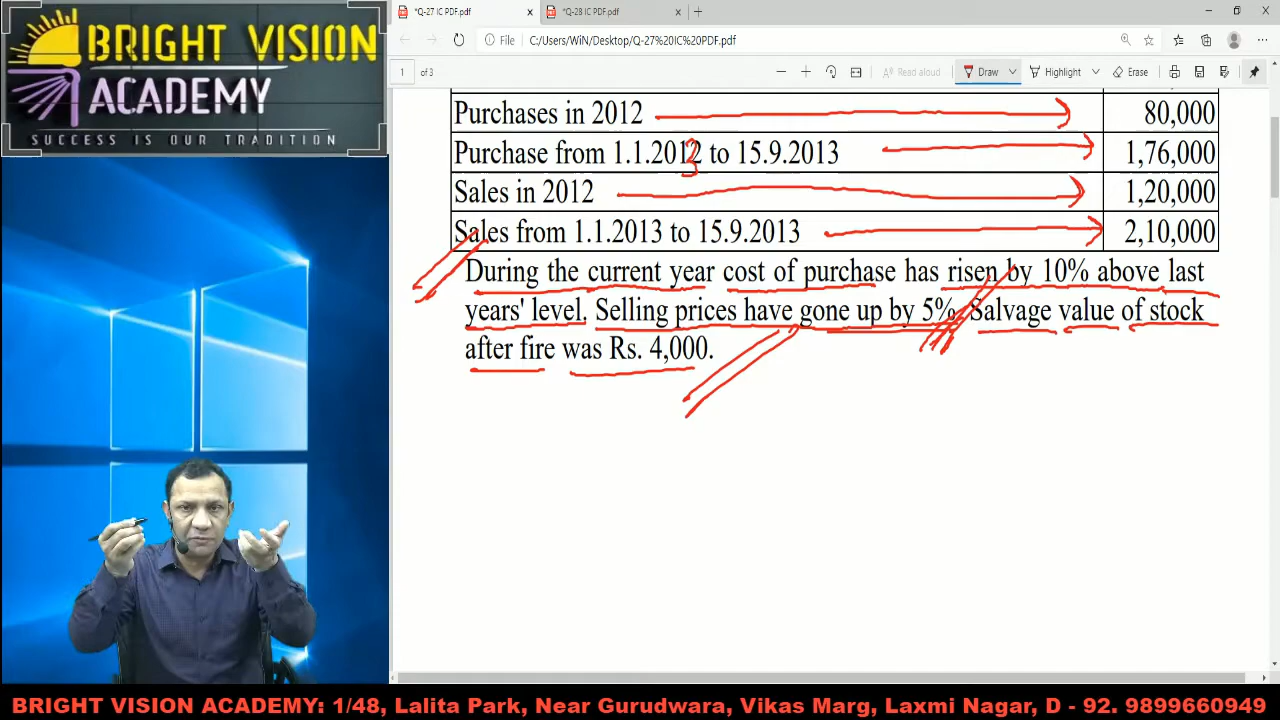 *Q-27 IC PDF.pdf
*Q-28 IC PDF.pdf
File C:/Users/WiN/Desktop/Q-27%20IC%20PDF.pdf
1 of 3
Read aloud
Draw
Highlight
Erase
BRIGHT VISION
ACADEMY
SUCCESS IS OUR TRADITION
Purchases in 2012 80,000
Purchase from 1.1.2012 to 15.9.2013 1,76,000
3
Sales in 2012 1,20,000
Sales from 1.1.2013 to 15.9.2013 2,10,000
During the current year cost of purchase has risen by 10% above last
years' level. Selling prices have gone up by 5%. Salvage value of stock
after fire was Rs. 4,000.
BRIGHT VISION ACADEMY: 1/48, Lalita Park, Near Gurudwara, Vikas Marg, Laxmi Nagar, D - 92. 9899660949